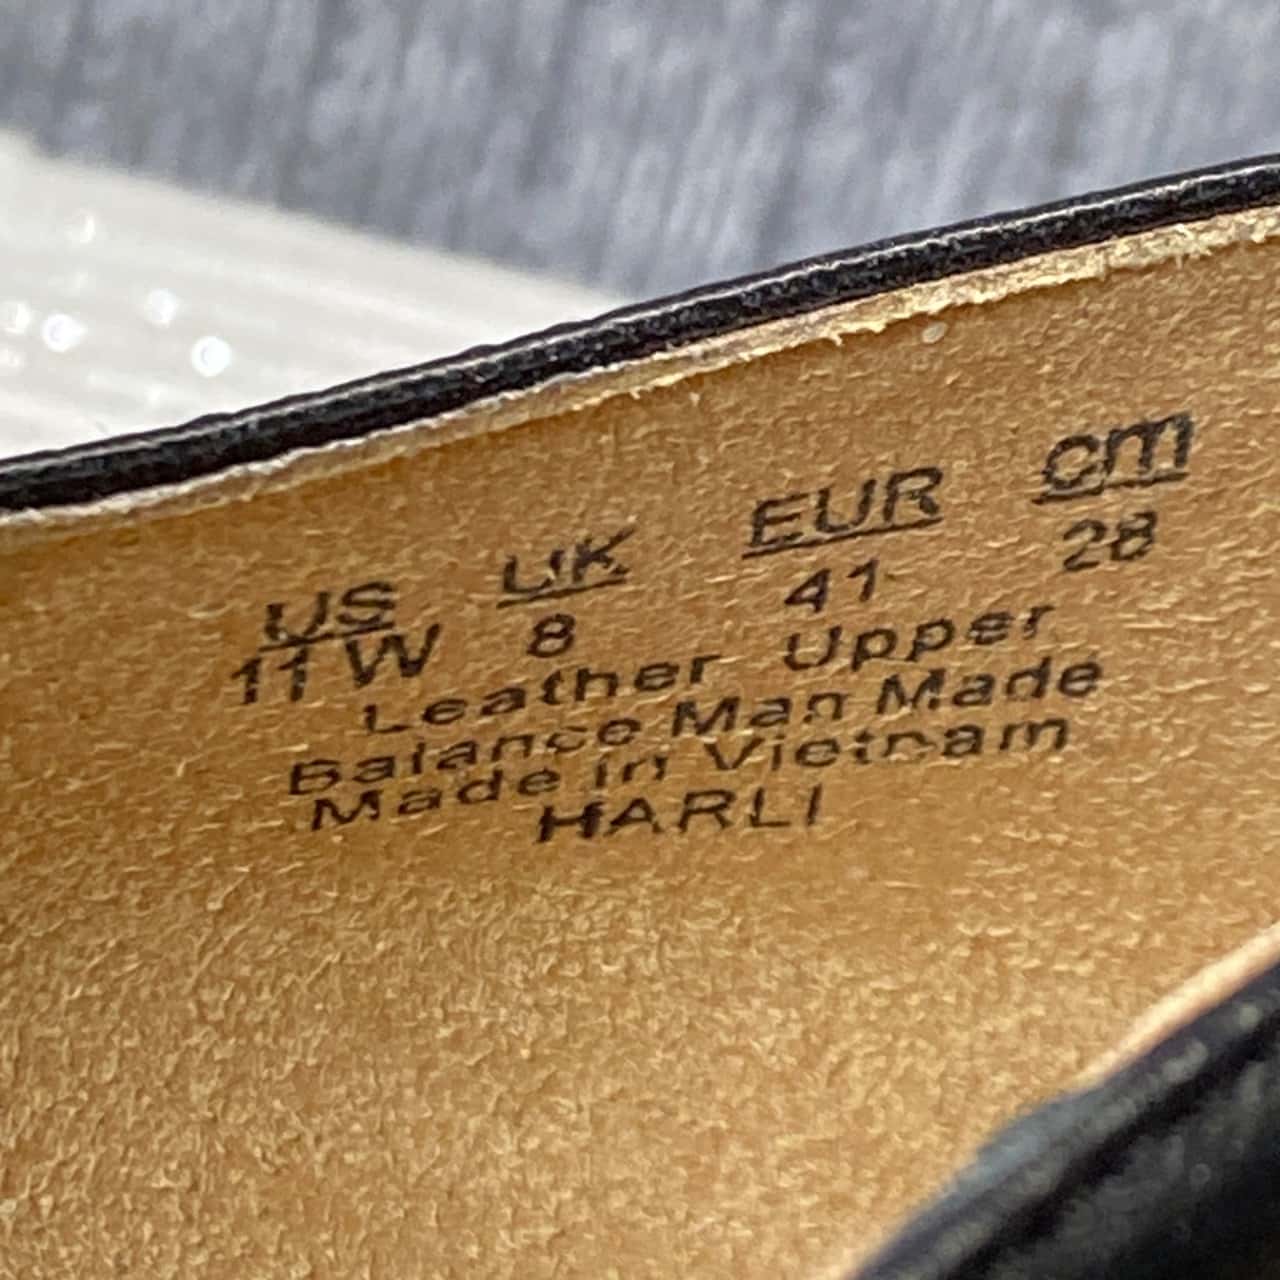 US UK EUR cm
11W 8 41 28
Leather Upper
Balance Man Made
Made in Vietnam
HARLI